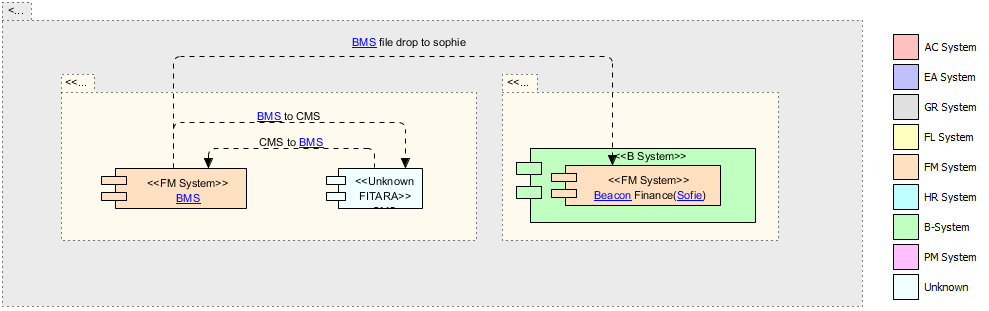 <...
BMS file drop to sophie
<<...
<<...
BMS to CMS
CMS to BMS
<<FM System>>
BMS
<<Unknown
FITARA>>
<<B System>>
<<FM System>>
Beacon Finance(Sofie)
AC System
EA System
GR System
FL System
FM System
HR System
B-System
PM System
Unknown